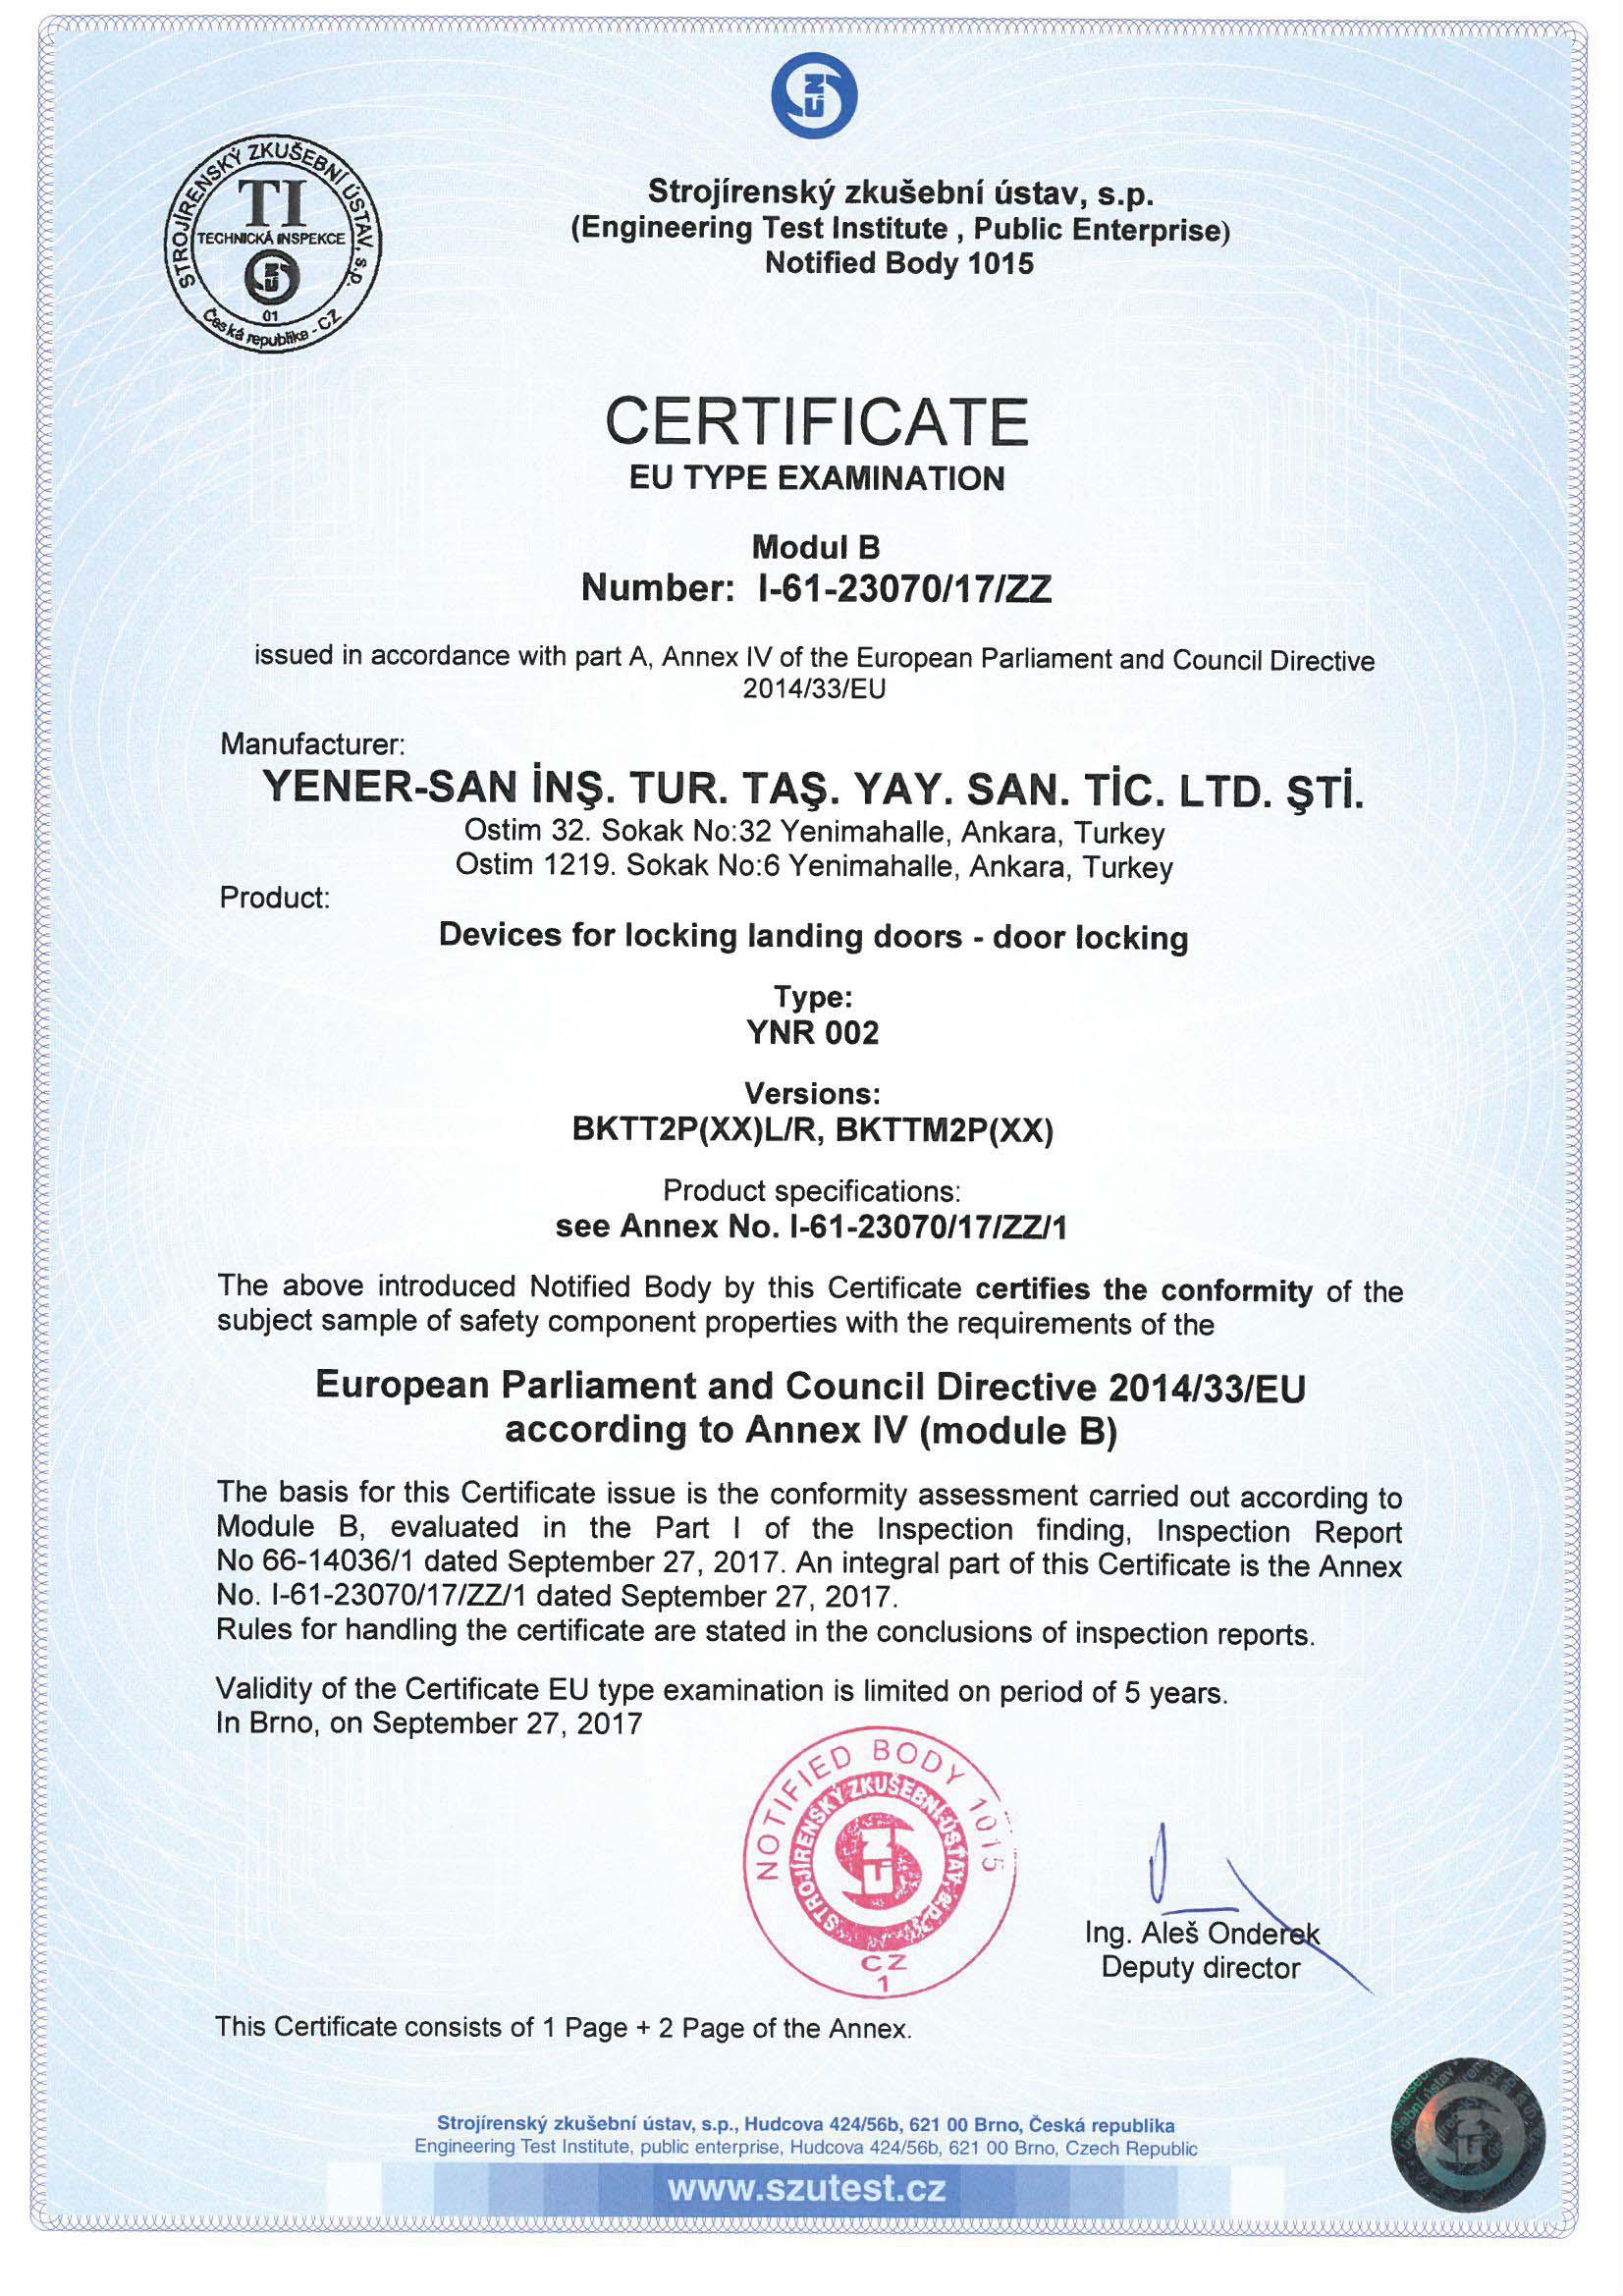 ZU
STROJÍRENSKÝ ZKUŠEBNÍ ÚSTAV, s.p.
TI
TECHNICKÁ INSPEKCE
ZU
01
Česká republika - CZ
Strojírenský zkušební ústav, s.p.
(Engineering Test Institute , Public Enterprise)
Notified Body 1015
CERTIFICATE
EU TYPE EXAMINATION
Modul B
Number: I-61-23070/17/ZZ
issued in accordance with part A, Annex IV of the European Parliament and Council Directive
2014/33/EU
Manufacturer:
YENER-SAN İNŞ. TUR. TAŞ. YAY. SAN. TİC. LTD. ŞTİ.
Ostim 32. Sokak No:32 Yenimahalle, Ankara, Turkey
Ostim 1219. Sokak No:6 Yenimahalle, Ankara, Turkey
Product:
Devices for locking landing doors - door locking
Type:
YNR 002
Versions:
BKTT2P(XX)L/R, BKTTM2P(XX)
Product specifications:
see Annex No. I-61-23070/17/ZZ/1
The above introduced Notified Body by this Certificate certifies the conformity of the
subject sample of safety component properties with the requirements of the
European Parliament and Council Directive 2014/33/EU
according to Annex IV (module B)
The basis for this Certificate issue is the conformity assessment carried out according to
Module B, evaluated in the Part I of the Inspection finding, Inspection Report
No 66-14036/1 dated September 27, 2017. An integral part of this Certificate is the Annex
No. I-61-23070/17/ZZ/1 dated September 27, 2017.
Rules for handling the certificate are stated in the conclusions of inspection reports.
Validity of the Certificate EU type examination is limited on period of 5 years.
In Brno, on September 27, 2017
NOTIFIED BODY 1015
STROJÍRENSKÝ ZKUŠEBNÍ ÚSTAV, s.p.
ZU
CZ
1
Ing. Aleš Onderek
Deputy director
This Certificate consists of 1 Page + 2 Page of the Annex.
Strojírenský zkušební ústav, s.p., Hudcova 424/56b, 621 00 Brno, Česká republika
Engineering Test Institute, public enterprise, Hudcova 424/56b, 621 00 Brno, Czech Republic
www.szutest.cz